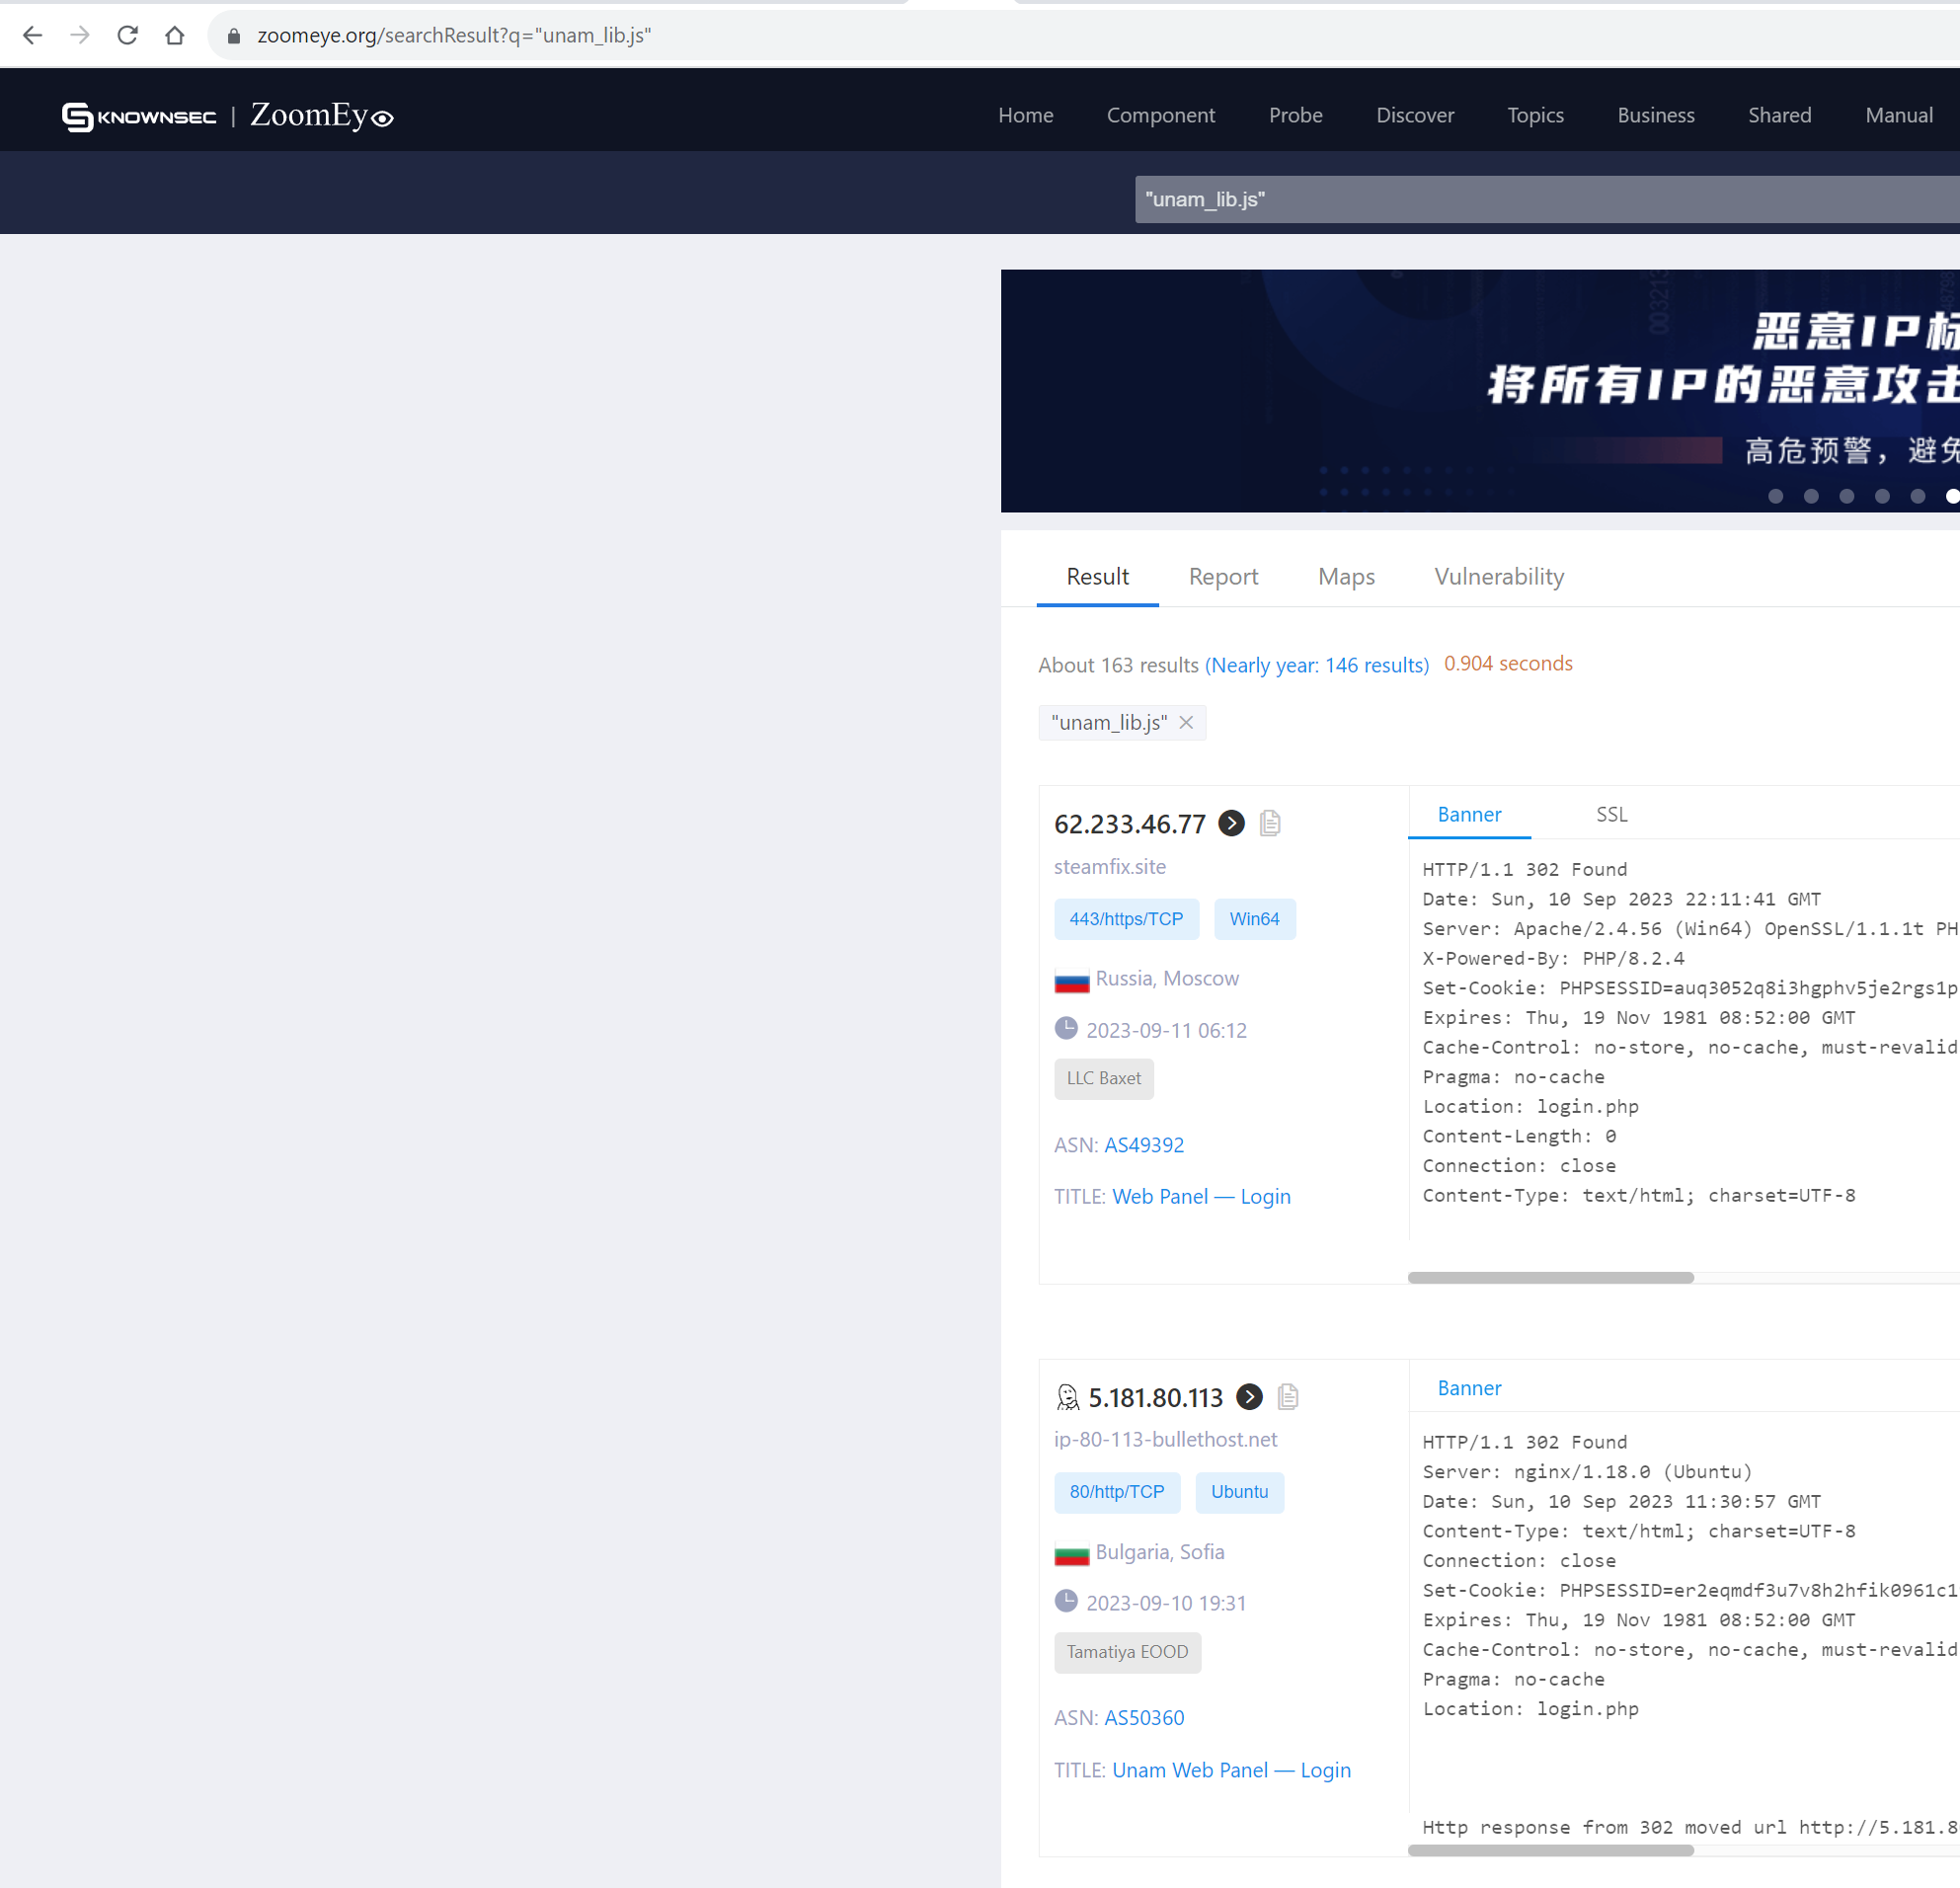 zoomeye.org/searchResult?q="unam_lib.js"
KNOWNSEC | ZoomEye
Home Component Probe Discover Topics Business Shared Manual
"unam_lib.js"
恶意IP标
将所有IP的恶意攻击
高危预警，避免
Result Report Maps Vulnerability
About 163 results (Nearly year: 146 results) 0.904 seconds
"unam_lib.js"
62.233.46.77
steamfix.site
443/https/TCP Win64
Russia, Moscow
2023-09-11 06:12
LLC Baxet
ASN: AS49392
TITLE: Web Panel — Login
Banner SSL
HTTP/1.1 302 Found
Date: Sun, 10 Sep 2023 22:11:41 GMT
Server: Apache/2.4.56 (Win64) OpenSSL/1.1.1t PH
X-Powered-By: PHP/8.2.4
Set-Cookie: PHPSESSID=auq3052q8i3hgphv5je2rgs1p
Expires: Thu, 19 Nov 1981 08:52:00 GMT
Cache-Control: no-store, no-cache, must-revalid
Pragma: no-cache
Location: login.php
Content-Length: 0
Connection: close
Content-Type: text/html; charset=UTF-8
5.181.80.113
ip-80-113-bullethost.net
80/http/TCP Ubuntu
Bulgaria, Sofia
2023-09-10 19:31
Tamatiya EOOD
ASN: AS50360
TITLE: Unam Web Panel — Login
Banner
HTTP/1.1 302 Found
Server: nginx/1.18.0 (Ubuntu)
Date: Sun, 10 Sep 2023 11:30:57 GMT
Content-Type: text/html; charset=UTF-8
Connection: close
Set-Cookie: PHPSESSID=er2eqmdf3u7v8h2hfik0961c1
Expires: Thu, 19 Nov 1981 08:52:00 GMT
Cache-Control: no-store, no-cache, must-revalid
Pragma: no-cache
Location: login.php
Http response from 302 moved url http://5.181.8